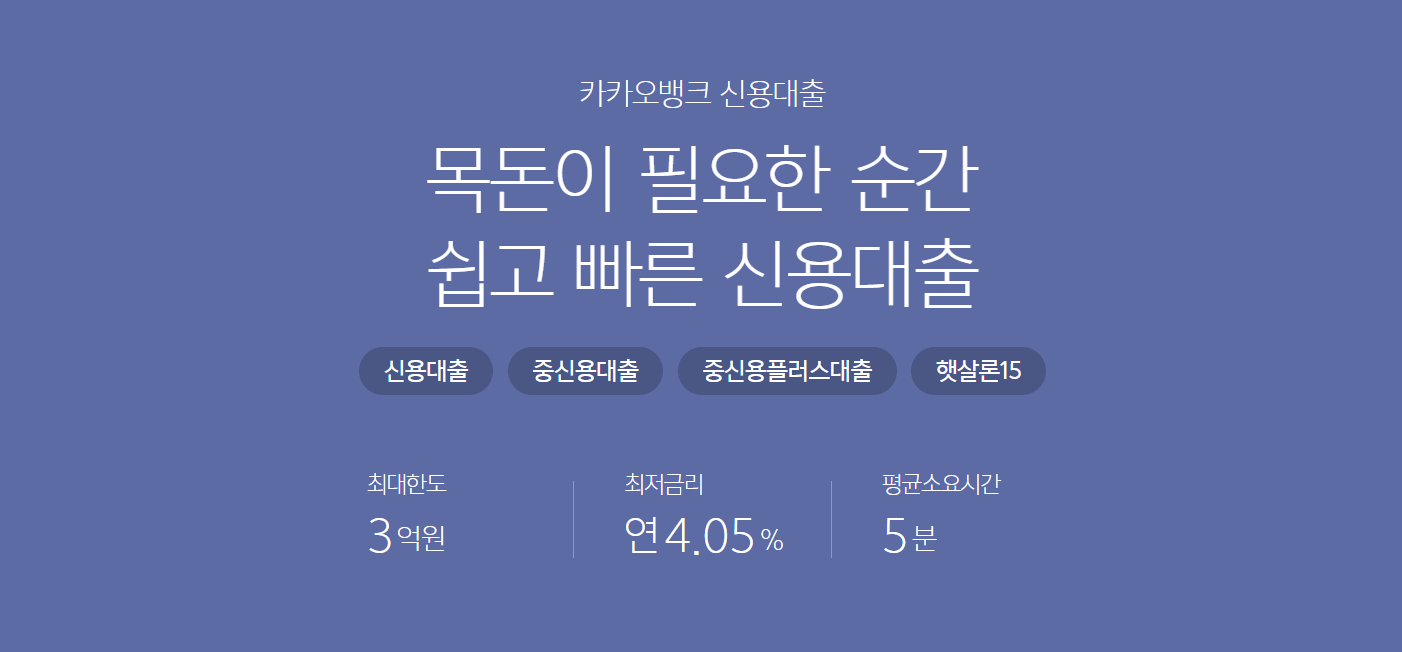 카카오뱅크 신용대출
목돈이 필요한 순간
쉽고 빠른 신용대출
신용대출 중신용대출 중신용플러스대출 햇살론15
최대한도 최저금리 평균소요시간
3억원 연4.05% 5분